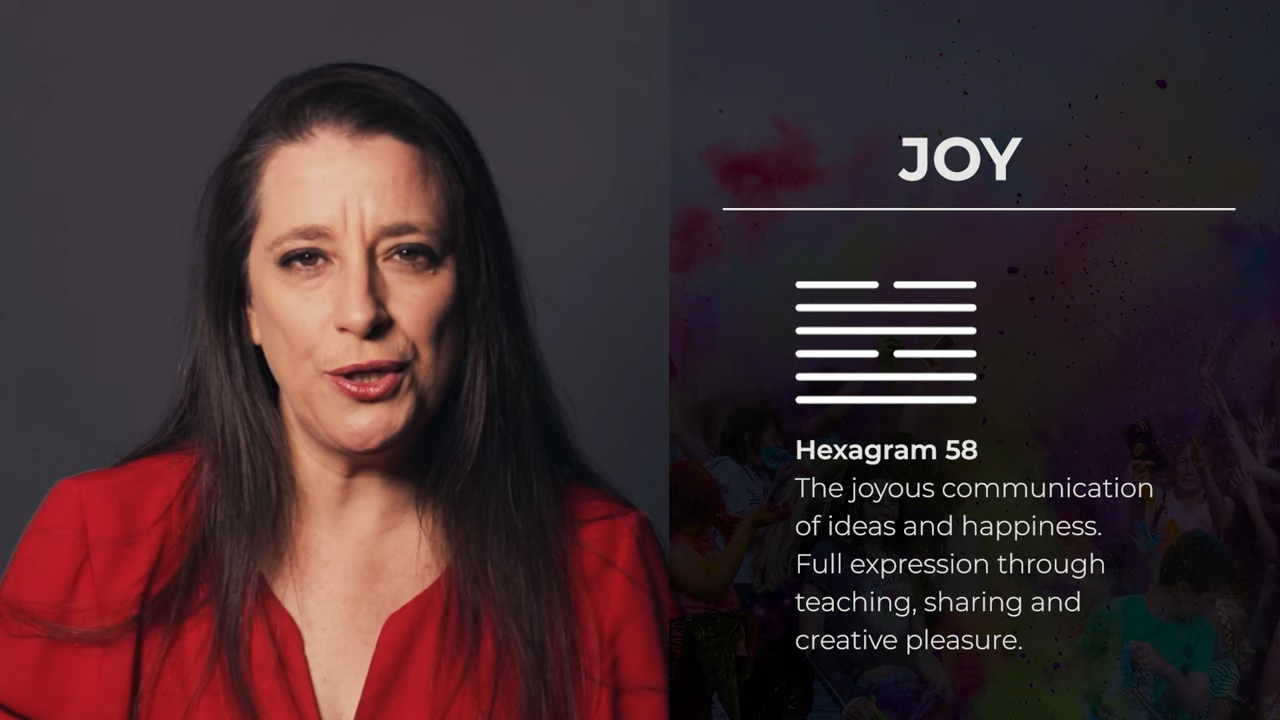 JOY
Hexagram 58
The joyous communication
of ideas and happiness.
Full expression through
teaching, sharing and
creative pleasure.